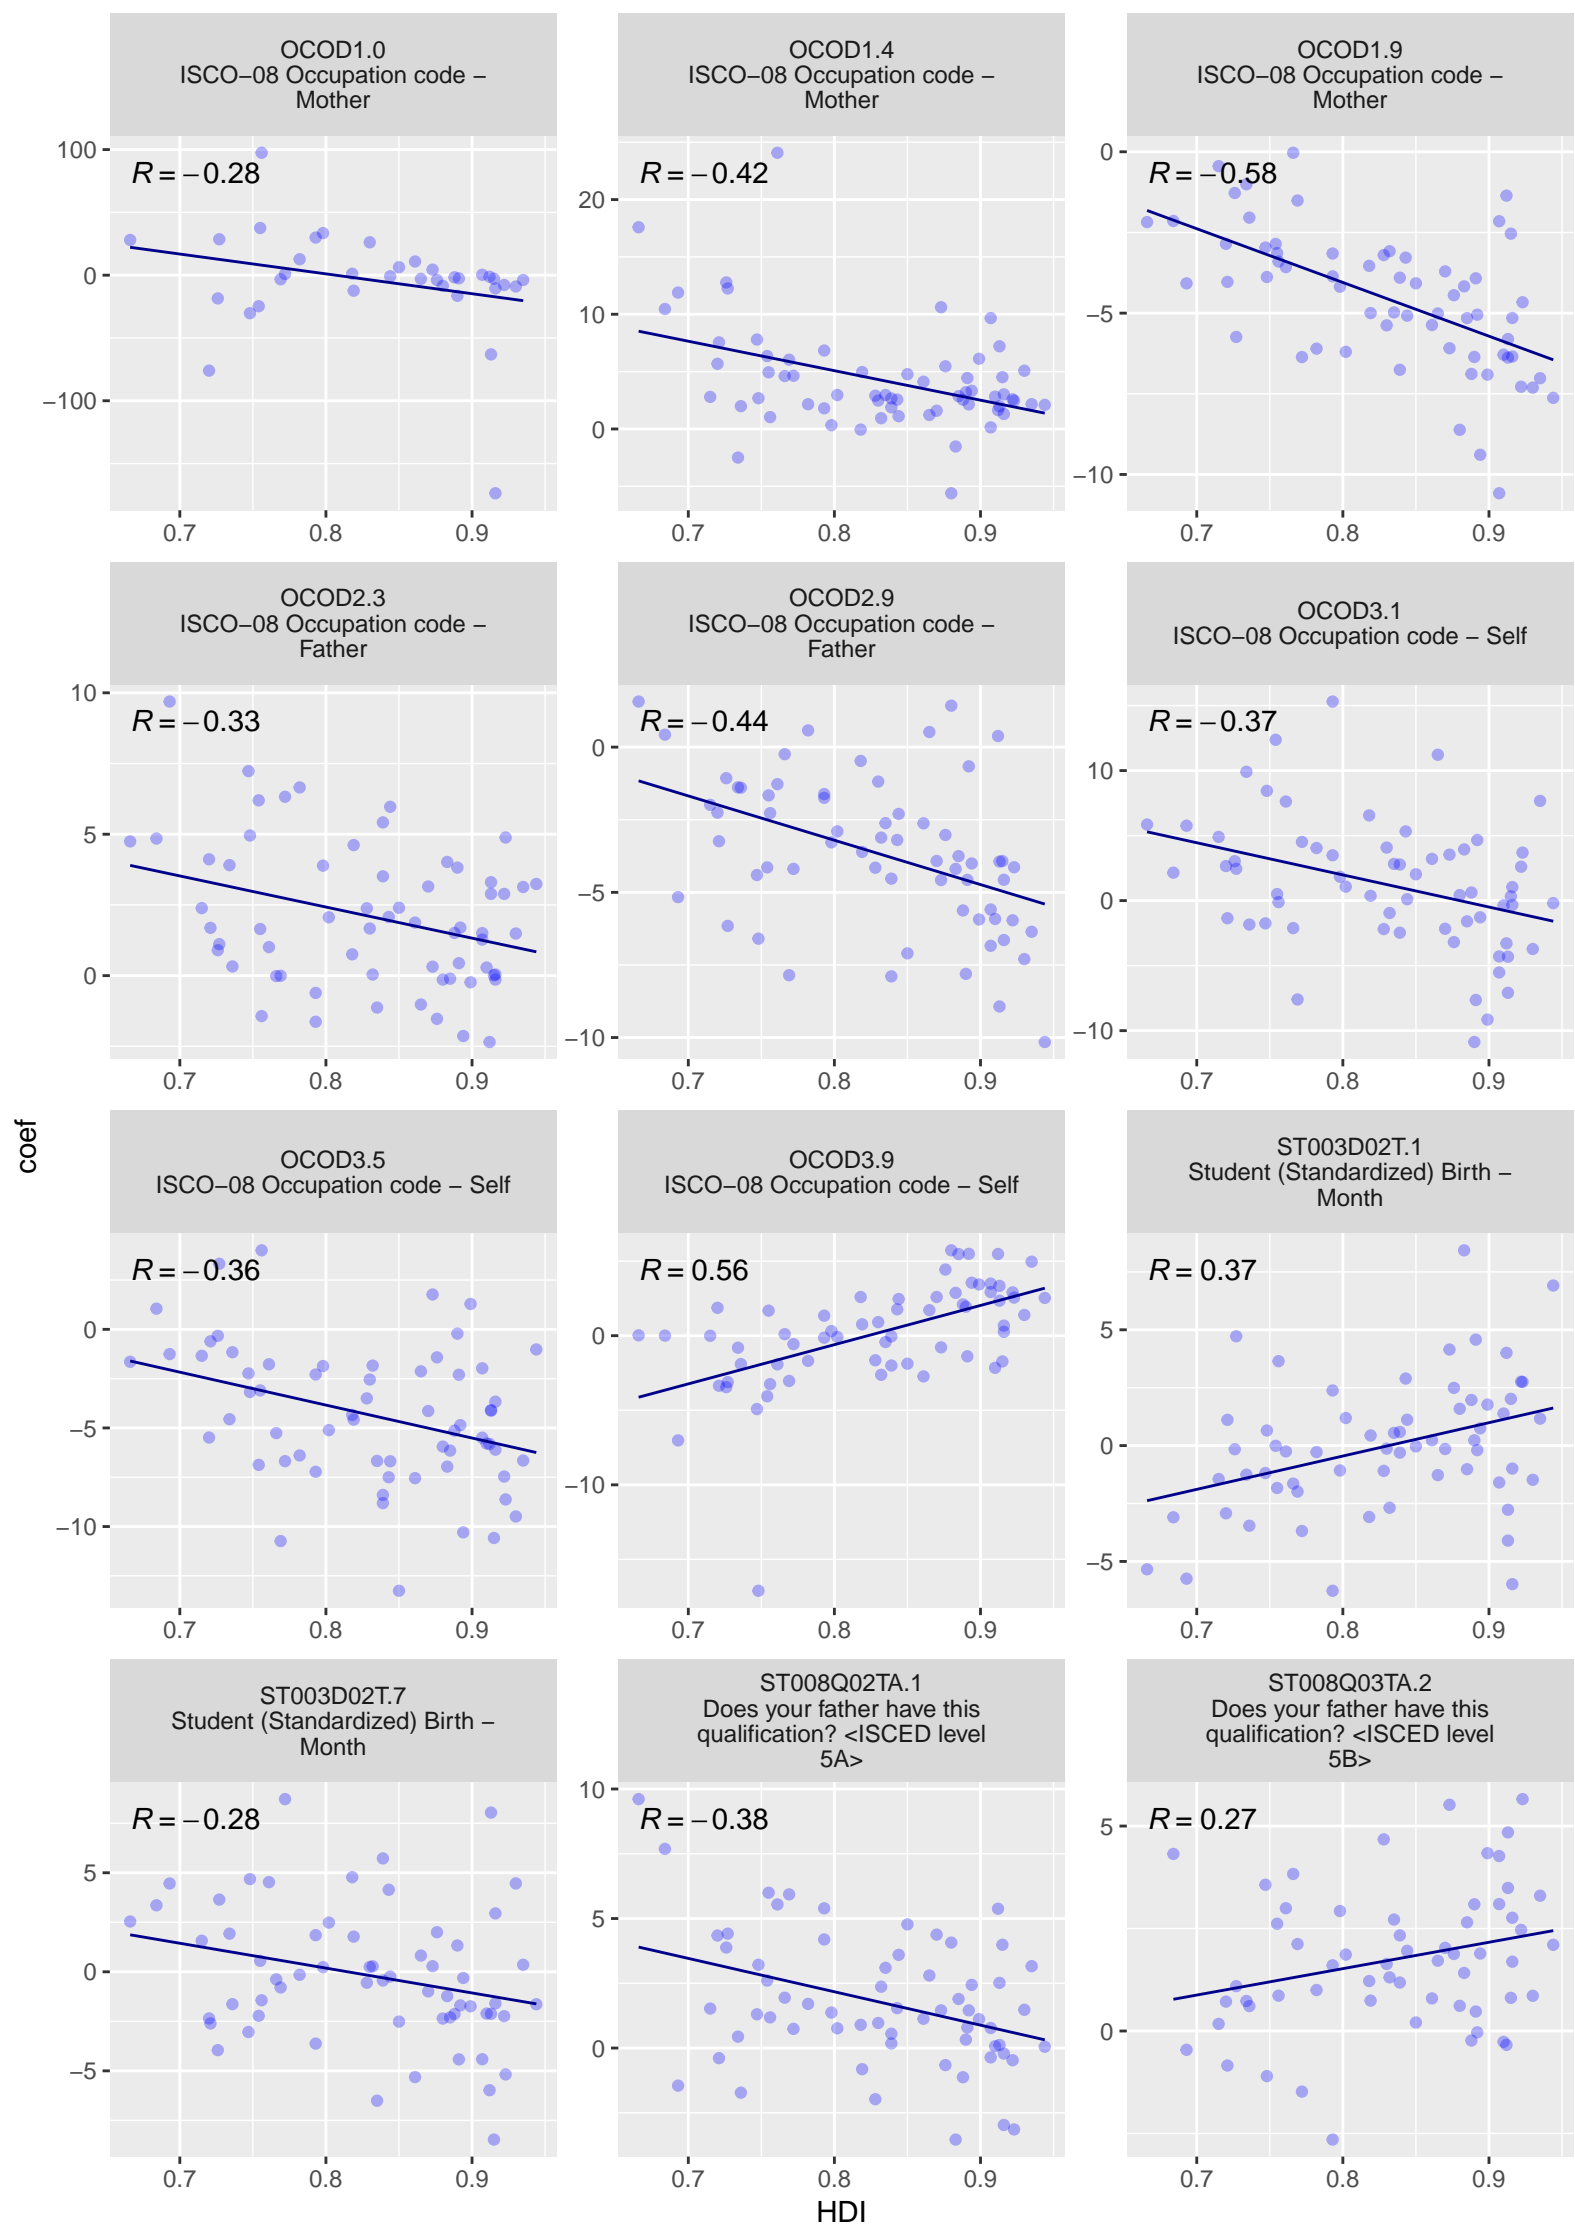 OCOD1.0
ISCO−08 Occupation code −
Mother
OCOD1.4
ISCO−08 Occupation code −
Mother
OCOD1.9
ISCO−08 Occupation code −
Mother
R = −0.28
100
0
−100
0.7 0.8 0.9
R = −0.42
20
10
0
0.7 0.8 0.9
R = −0.58
0
−5
−10
0.7 0.8 0.9
OCOD2.3
ISCO−08 Occupation code −
Father
OCOD2.9
ISCO−08 Occupation code −
Father
OCOD3.1
ISCO−08 Occupation code − Self
R = −0.33
10
5
0
0.7 0.8 0.9
R = −0.44
0
−5
−10
0.7 0.8 0.9
R = −0.37
10
0
−10
0.7 0.8 0.9
coef
OCOD3.5
ISCO−08 Occupation code − Self
OCOD3.9
ISCO−08 Occupation code − Self
ST003D02T.1
Student (Standardized) Birth −
Month
R = −0.36
0
−5
−10
0.7 0.8 0.9
R = 0.56
0
−10
0.7 0.8 0.9
R = 0.37
5
0
−5
0.7 0.8 0.9
ST003D02T.7
Student (Standardized) Birth −
Month
ST008Q02TA.1
Does your father have this
qualification? <ISCED level
5A>
ST008Q03TA.2
Does your father have this
qualification? <ISCED level
5B>
R = −0.28
5
0
−5
0.7 0.8 0.9
R = −0.38
10
5
0
0.7 0.8 0.9
R = 0.27
5
0
0.7 0.8 0.9
HDI